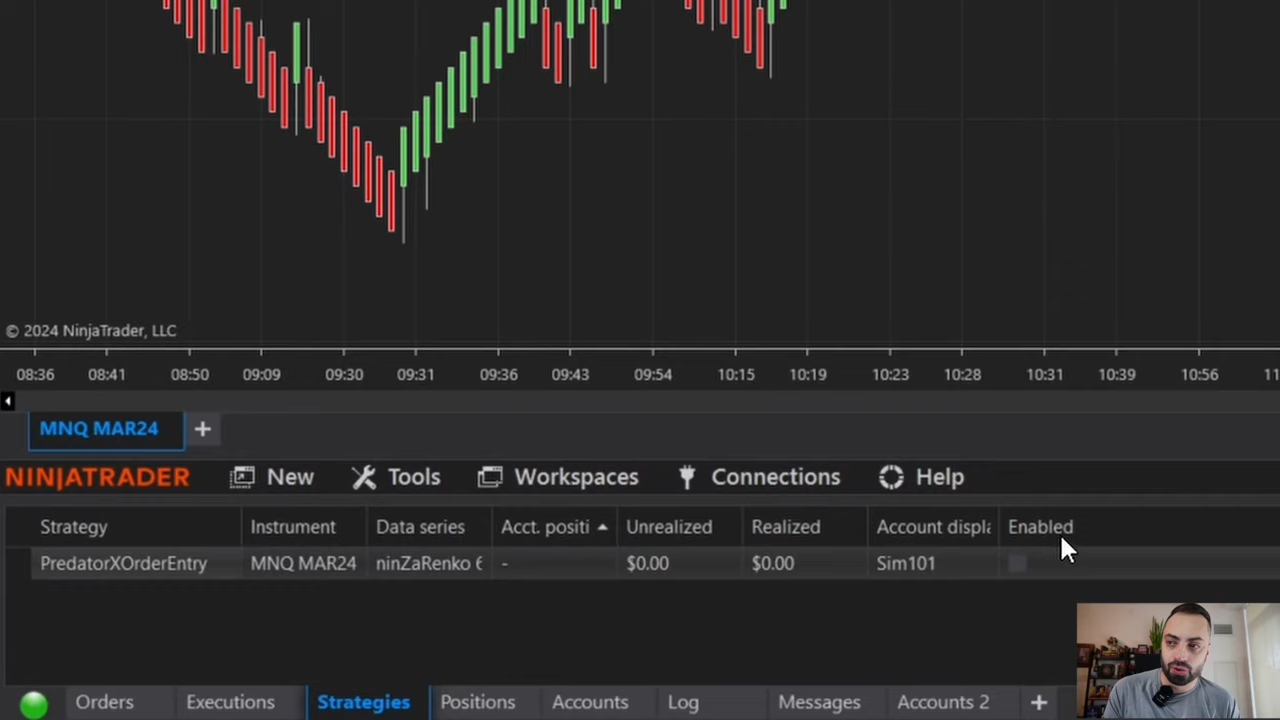 © 2024 NinjaTrader, LLC
08:36 08:41 08:50 09:09 09:30 09:31 09:36 09:43 09:54 10:15 10:19 10:23 10:28 10:31 10:39 10:56 11
MNQ MAR24 +
NINJATRADER New Tools Workspaces Connections Help
Strategy Instrument Data series Acct. positi Unrealized Realized Account displa Enabled
PredatorXOrderEntry MNQ MAR24 ninZaRenko 6 - $0.00 $0.00 Sim101
Orders Executions Strategies Positions Accounts Log Messages Accounts 2 +